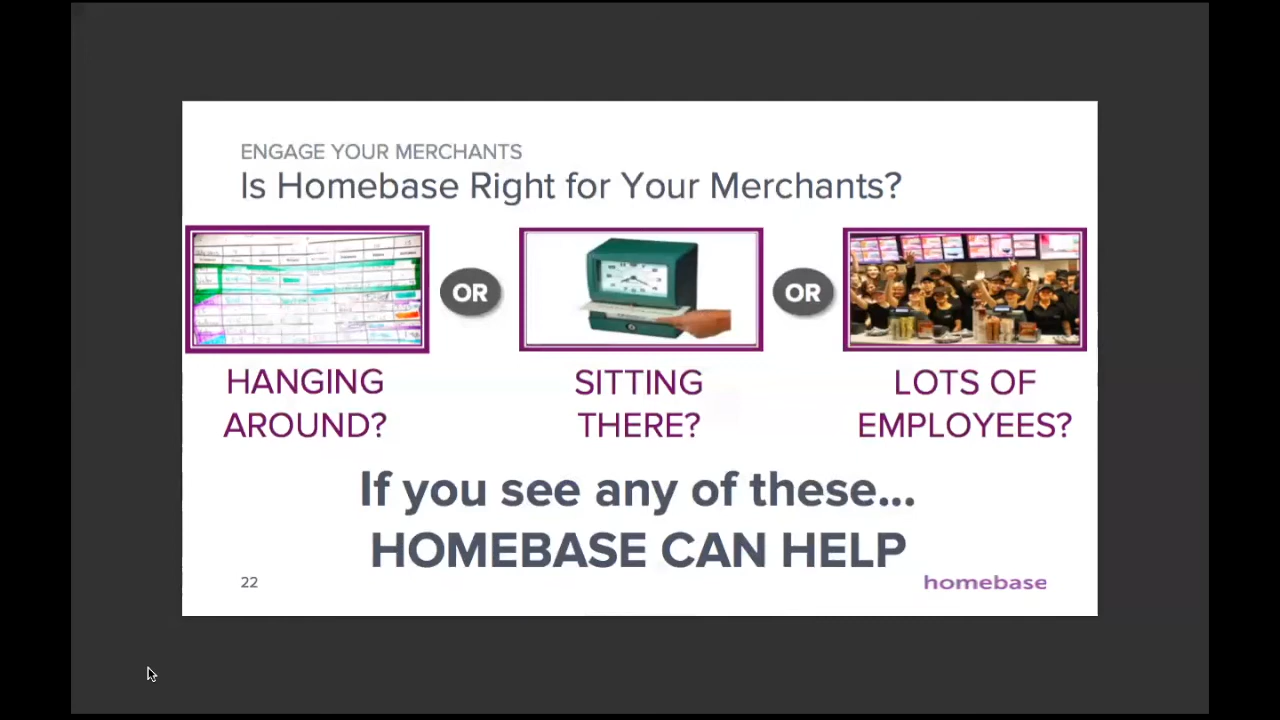 ENGAGE YOUR MERCHANTS
Is Homebase Right for Your Merchants?
OR
OR
HANGING
AROUND?
SITTING
THERE?
LOTS OF
EMPLOYEES?
If you see any of these...
HOMEBASE CAN HELP
22
homebase